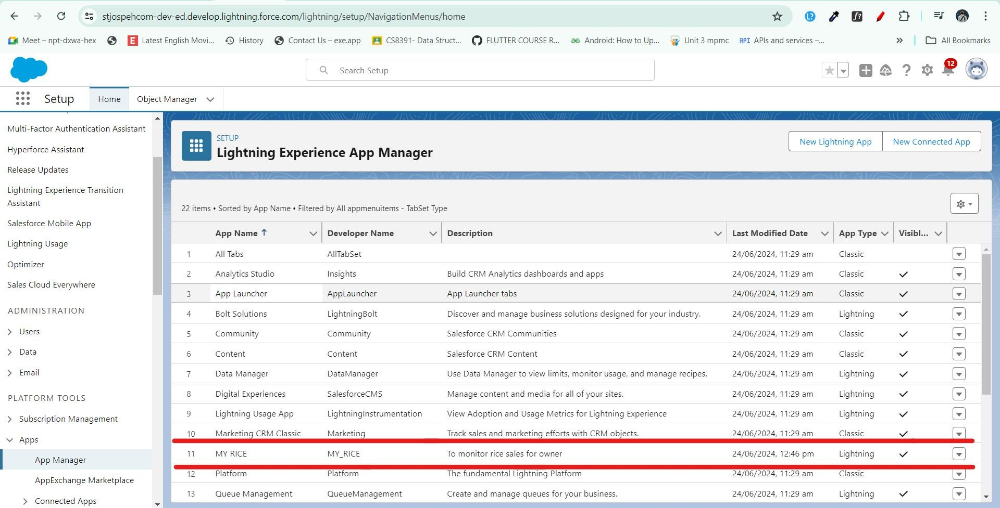 stjospehcom-dev-ed.develop.lightning.force.com/lightning/setup/NavigationMenus/home
Meet – npt-dxwa-hex
Latest English Movi...
History
Contact Us – exe.app
CS8391- Data Struct...
FLUTTER COURSE R...
Android: How to Up...
Unit 3 mpmc
API APIs and services –...
All Bookmarks
Search Setup
12
Setup
Home
Object Manager
Multi-Factor Authentication Assistant
Hyperforce Assistant
Release Updates
Lightning Experience Transition
Assistant
Salesforce Mobile App
Lightning Usage
Optimizer
Sales Cloud Everywhere
ADMINISTRATION
Users
Data
Email
PLATFORM TOOLS
Subscription Management
Apps
App Manager
AppExchange Marketplace
Connected Apps
SETUP
Lightning Experience App Manager
New Lightning App
New Connected App
22 items • Sorted by App Name • Filtered by All appmenuitems - TabSet Type
App Name Developer Name Description Last Modified Date App Type Visibl...
1 All Tabs AllTabSet 24/06/2024, 11:29 am Classic
2 Analytics Studio Insights Build CRM Analytics dashboards and apps 24/06/2024, 11:29 am Classic
3 App Launcher AppLauncher App Launcher tabs 24/06/2024, 11:29 am Classic
4 Bolt Solutions LightningBolt Discover and manage business solutions designed for your industry. 24/06/2024, 11:29 am Lightning
5 Community Community Salesforce CRM Communities 24/06/2024, 11:29 am Classic
6 Content Content Salesforce CRM Content 24/06/2024, 11:29 am Classic
7 Data Manager DataManager Use Data Manager to view limits, monitor usage, and manage recipes. 24/06/2024, 11:29 am Lightning
8 Digital Experiences SalesforceCMS Manage content and media for all of your sites. 24/06/2024, 11:29 am Lightning
9 Lightning Usage App LightningInstrumentation View Adoption and Usage Metrics for Lightning Experience 24/06/2024, 11:29 am Lightning
10 Marketing CRM Classic Marketing Track sales and marketing efforts with CRM objects. 24/06/2024, 11:29 am Classic
11 MY RICE MY_RICE To monitor rice sales for owner 24/06/2024, 12:46 pm Lightning
12 Platform Platform The fundamental Lightning Platform 24/06/2024, 11:29 am Classic
13 Queue Management QueueManagement Create and manage queues for your business. 24/06/2024, 11:29 am Lightning